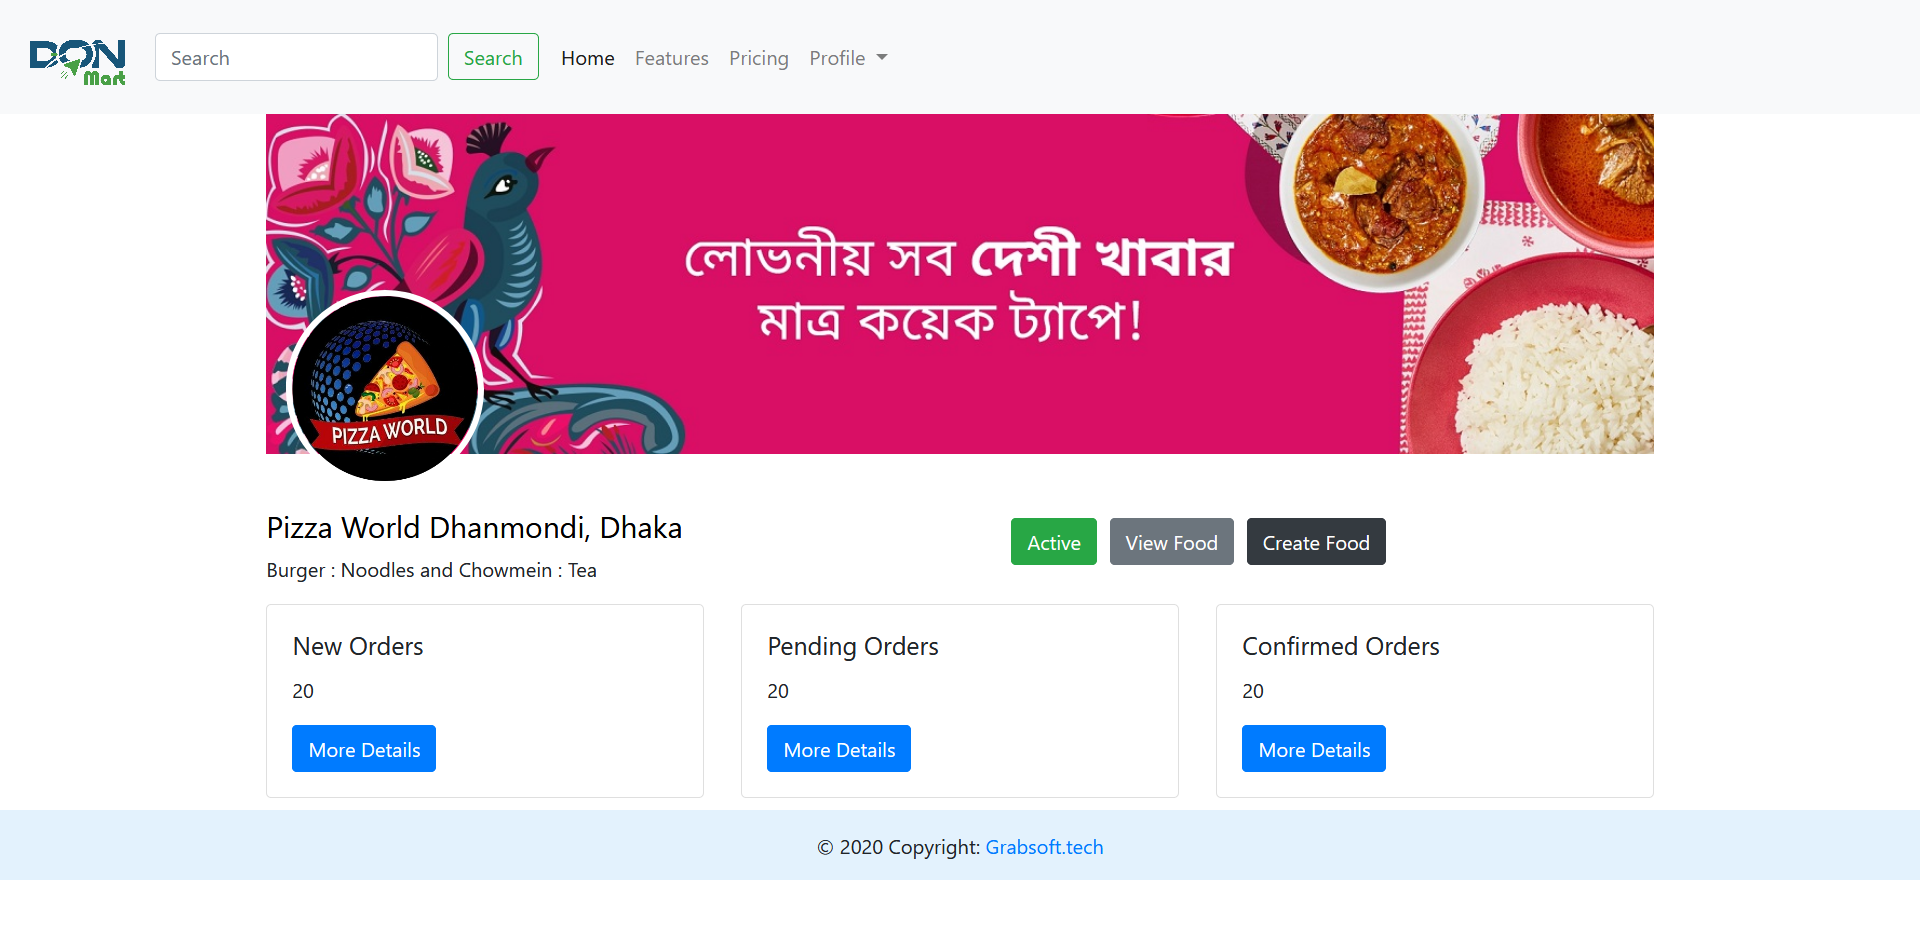 DON
Mart
Search
Search
Home
Features
Pricing
Profile
লোভনীয় সব দেশী খাবার
মাত্র কয়েক ট্যাপে!
PIZZA WORLD
Pizza World Dhanmondi, Dhaka
Burger : Noodles and Chowmein : Tea
Active
View Food
Create Food
New Orders
20
More Details
Pending Orders
20
More Details
Confirmed Orders
20
More Details
© 2020 Copyright: Grabsoft.tech